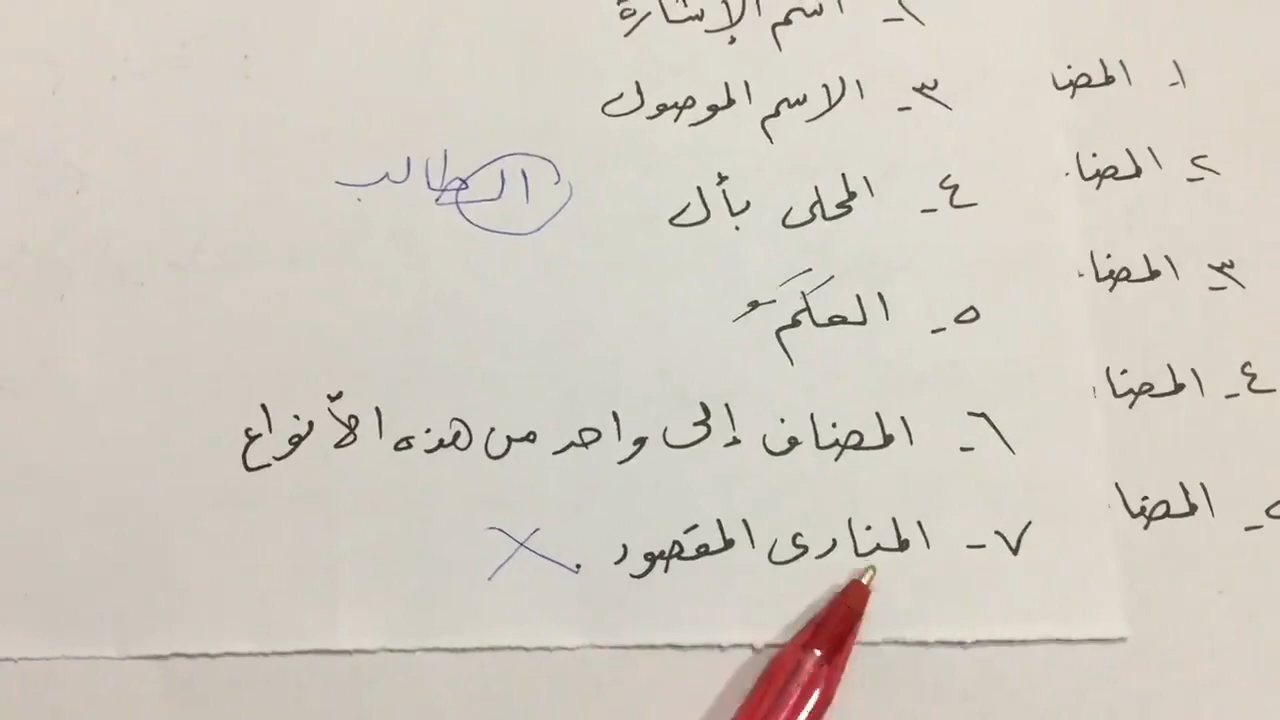 ٢- اسم الإشارة
٣- الاسم الموصول
٤- المحلى بأل
الطالب
٥- العَلَم
٦- المضاف إلى واحد من هذه الأنواع
٧- المنادى المقصود.
١- المضا
٢- المضا
٣- المضا
٤- المضا
٥- المضا